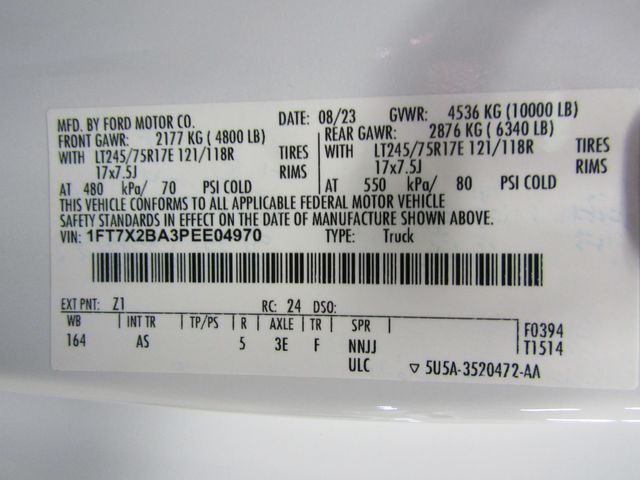 MFD. BY FORD MOTOR CO. DATE: 08/23 GVWR: 4536 KG (10000 LB)
FRONT GAWR: 2177 KG ( 4800 LB) REAR GAWR: 2876 KG ( 6340 LB)
WITH LT245/75R17E 121/118R TIRES WITH LT245/75R17E 121/118R TIRES
17x7.5J RIMS 17x7.5J RIMS
AT 480 kPa/ 70 PSI COLD AT 550 kPa/ 80 PSI COLD
THIS VEHICLE CONFORMS TO ALL APPLICABLE FEDERAL MOTOR VEHICLE
SAFETY STANDARDS IN EFFECT ON THE DATE OF MANUFACTURE SHOWN ABOVE.
VIN: 1FT7X2BA3PEE04970 TYPE: Truck
EXT PNT: Z1 RC: 24 DSO:
WB INT TR TP/PS R AXLE TR SPR F0394
164 AS 5 3E F NNJJ T1514
ULC ▽ 5U5A-3520472-AA